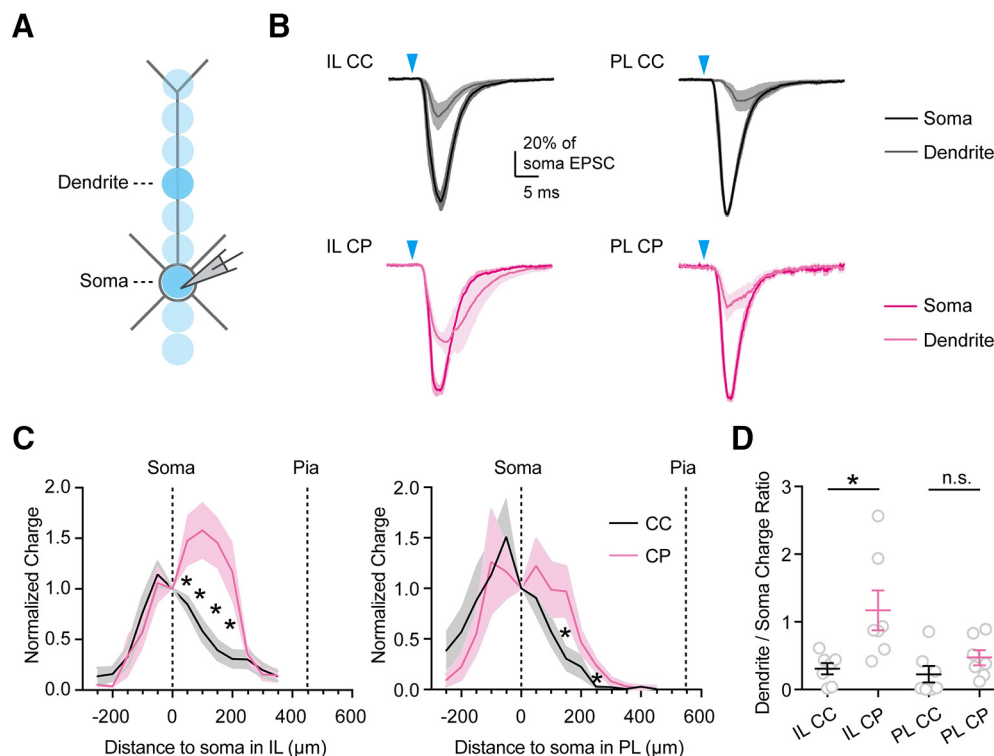 A
Dendrite
Soma
B
IL CC
PL CC
20% of
soma EPSC
5 ms
Soma
Dendrite
IL CP
PL CP
Soma
Dendrite
C
Soma
Pia
Normalized Charge
2.0
1.5
1.0
0.5
0.0
* * * *
-200 0 200 400 600
Distance to soma in IL (µm)
Soma
Pia
Normalized Charge
2.0
1.5
1.0
0.5
0.0
CC
CP
* *
-200 0 200 400 600
Distance to soma in PL (µm)
D
Dendrite / Soma Charge Ratio
3
2
1
0
*
n.s.
IL CC
IL CP
PL CC
PL CP